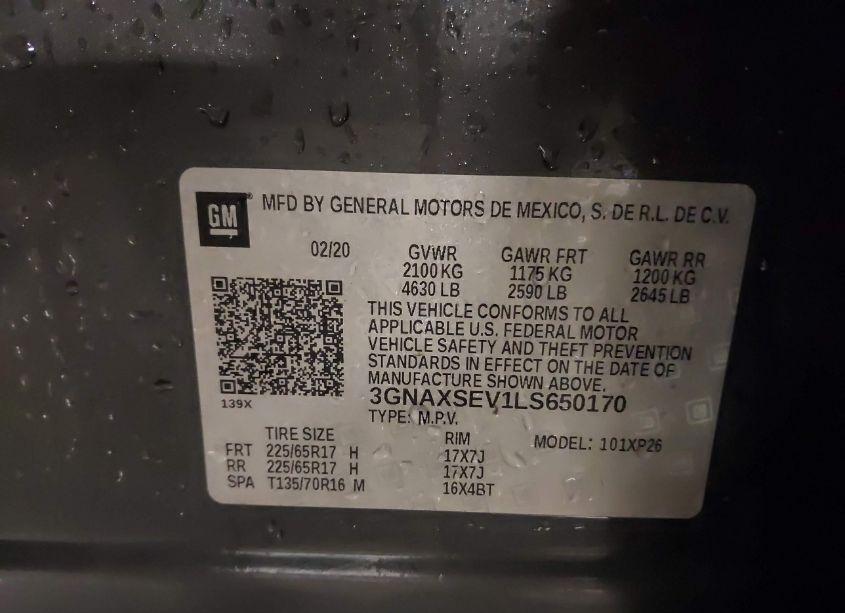 GM ® MFD BY GENERAL MOTORS DE MEXICO, S. DE R.L. DE C.V.
02/20 GVWR GAWR FRT GAWR RR
2100 KG 1175 KG 1200 KG
4630 LB 2590 LB 2645 LB
THIS VEHICLE CONFORMS TO ALL
APPLICABLE U.S. FEDERAL MOTOR
VEHICLE SAFETY AND THEFT PREVENTION
STANDARDS IN EFFECT ON THE DATE OF
MANUFACTURE SHOWN ABOVE.
139X 3GNAXSEV1LS650170
TYPE: M.P.V.
TIRE SIZE RIM MODEL: 101XP26
FRT 225/65R17 H 17X7J
RR 225/65R17 H 17X7J
SPA T135/70R16 M 16X4BT